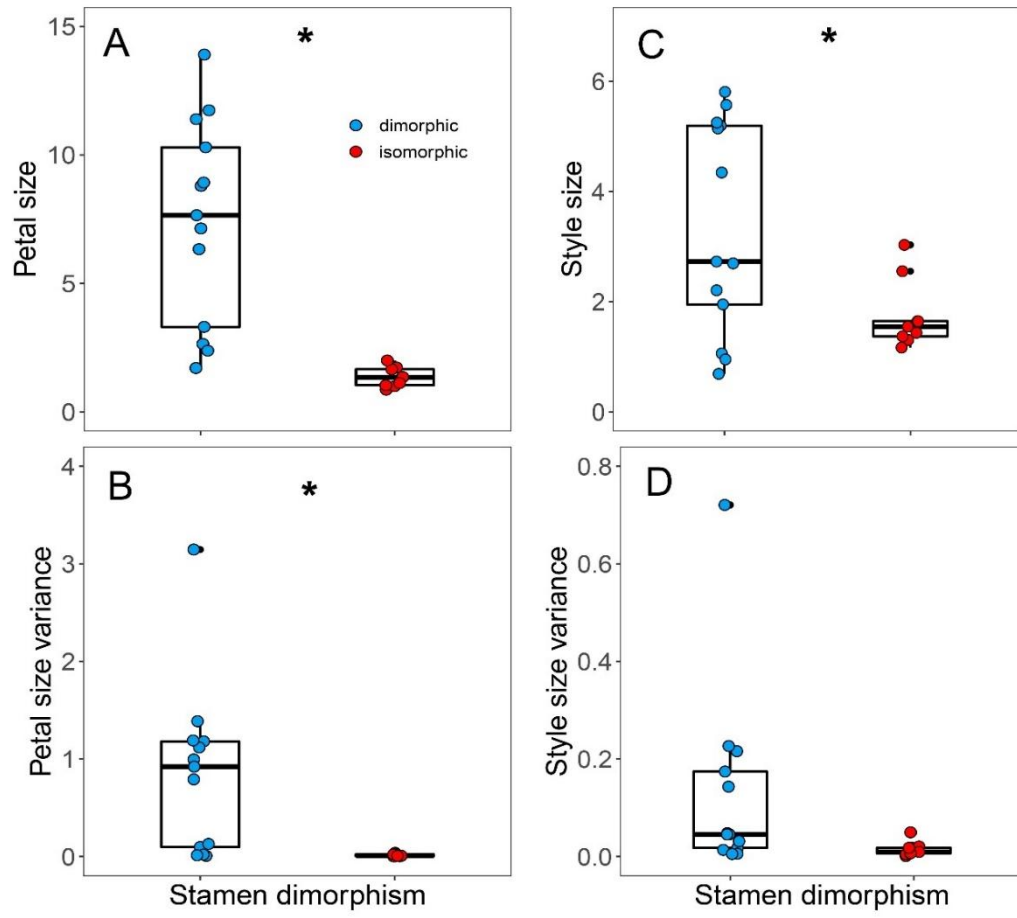 A
*
Petal size
15
10
5
0
dimorphic
isomorphic
C
*
Style size
6
4
2
0
B
*
Petal size variance
4
3
2
1
0
Stamen dimorphism
D
Style size variance
0.8
0.6
0.4
0.2
0.0
Stamen dimorphism